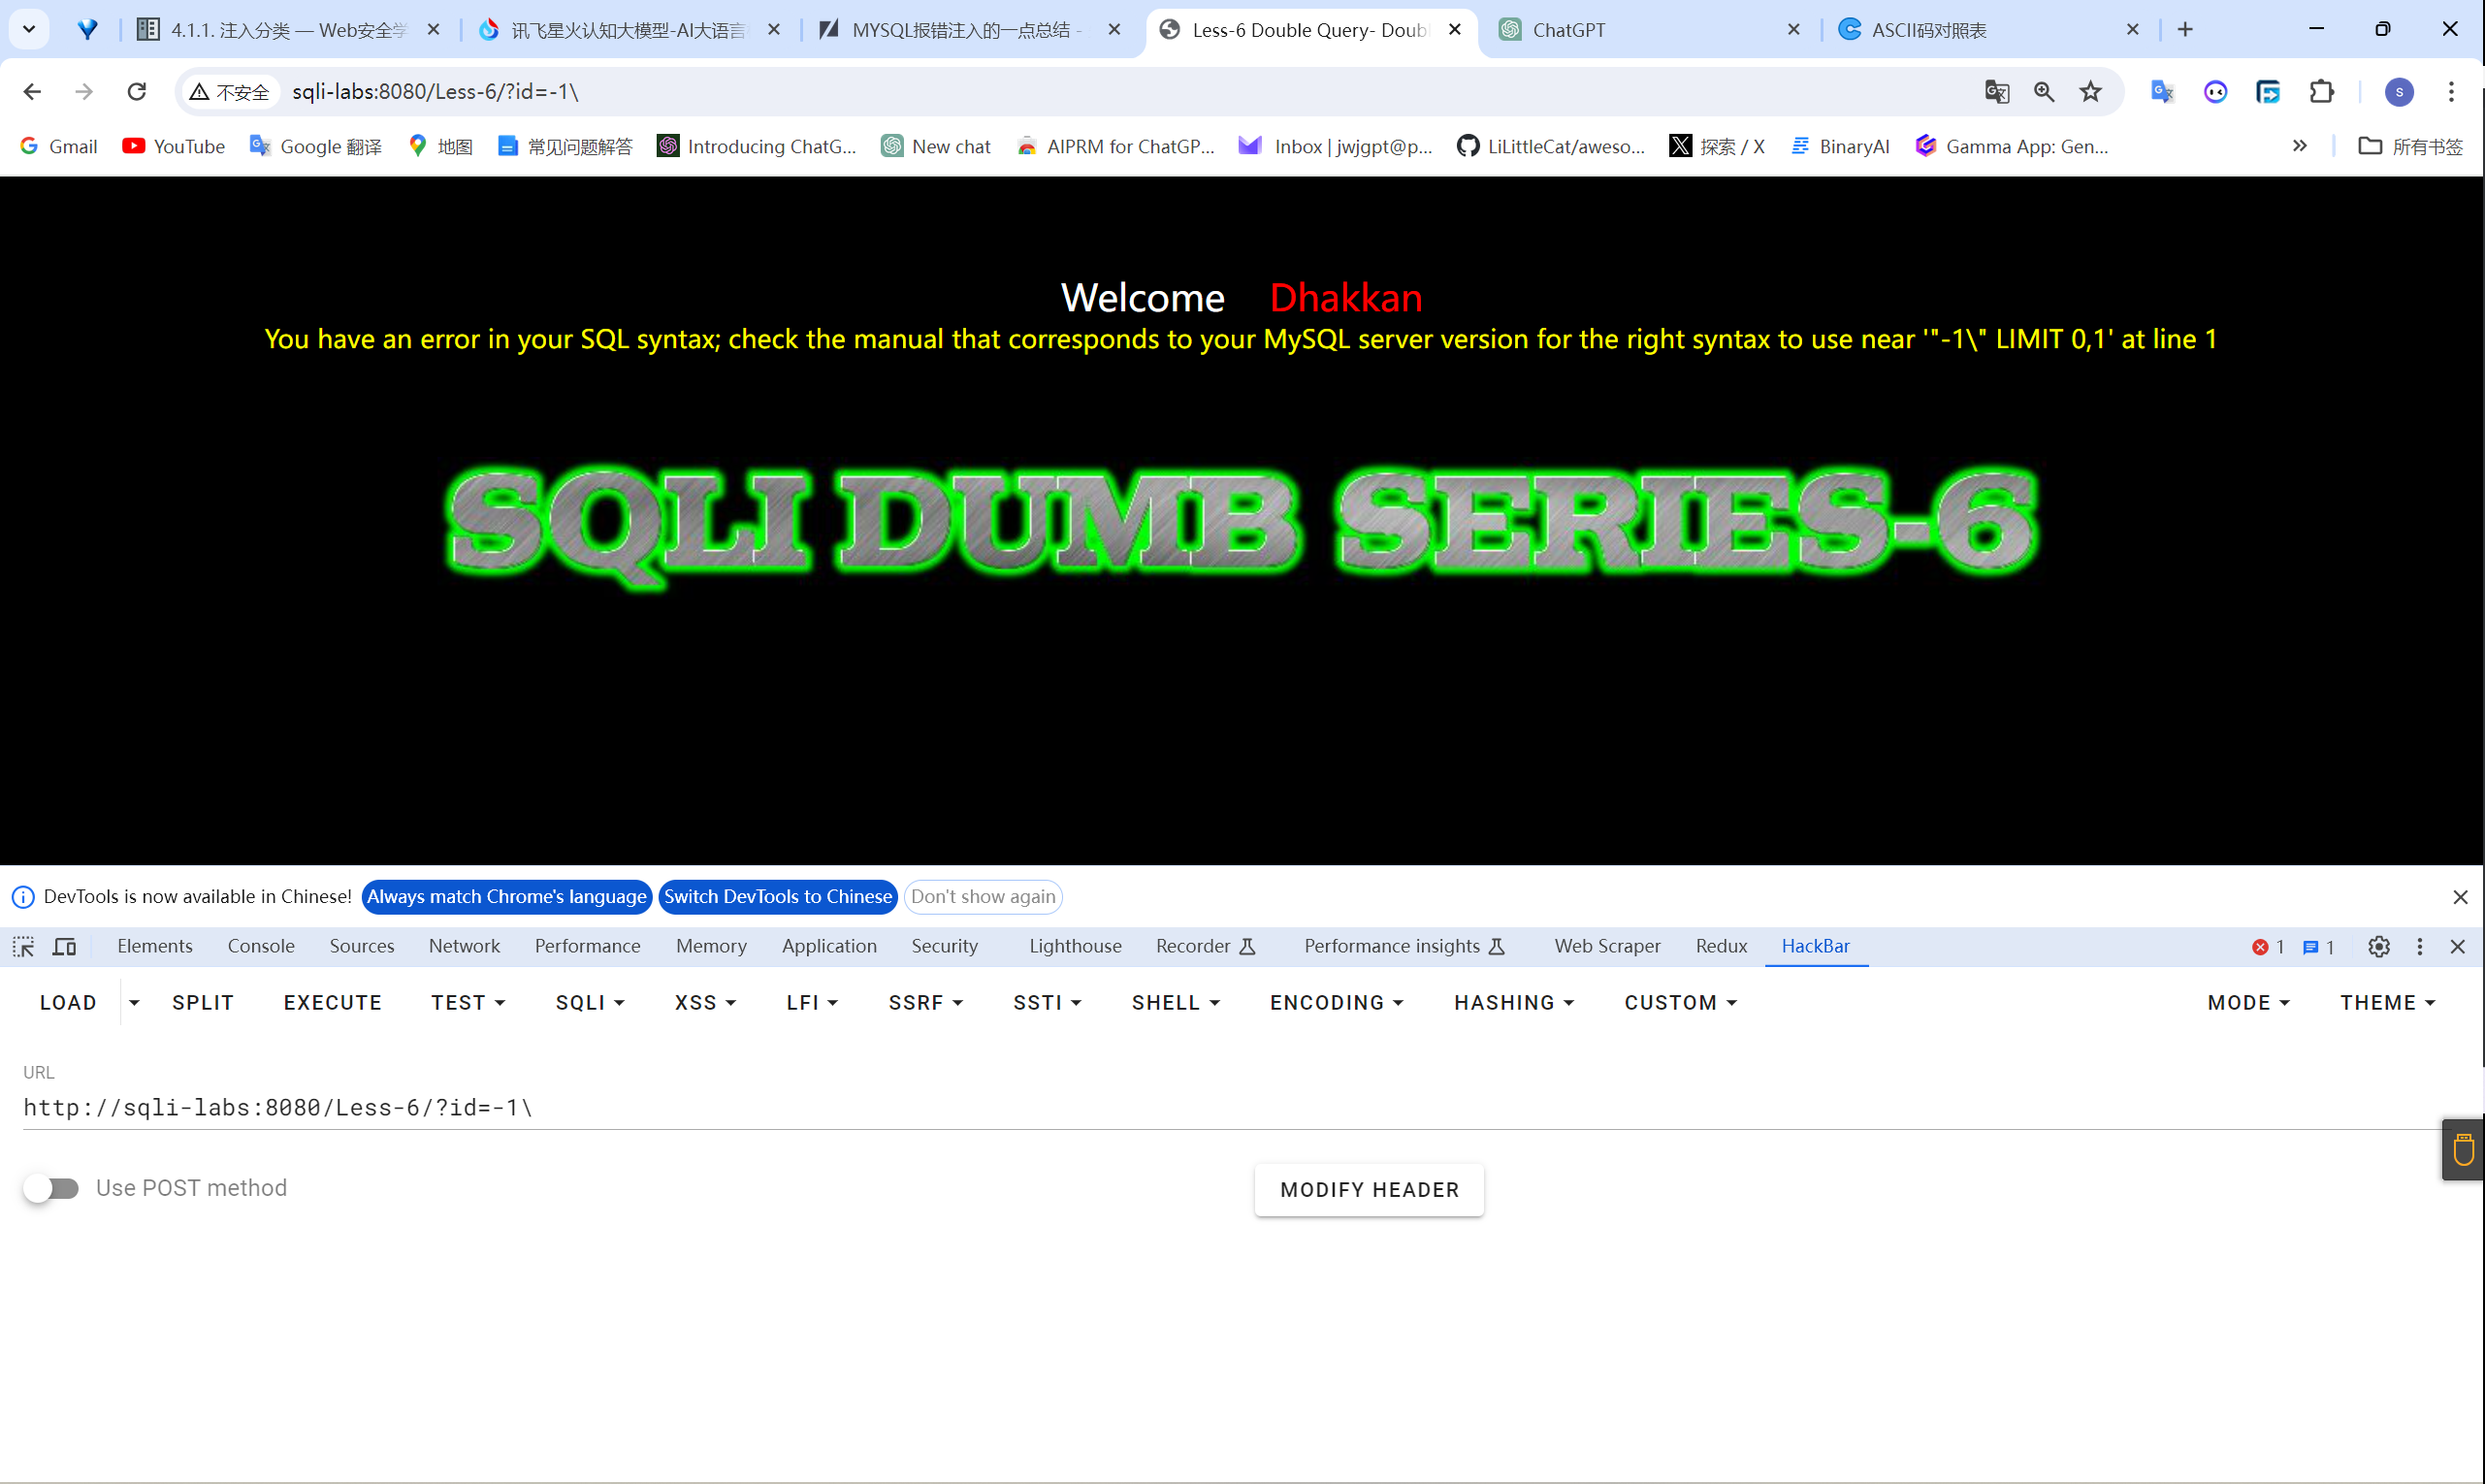 4.1.1. 注入分类 — Web安全学
讯飞星火认知大模型-AI大语言
MYSQL报错注入的一点总结 -
Less-6 Double Query- Doub
ChatGPT
ASCII码对照表
不安全 sqli-labs:8080/Less-6/?id=-1\
S
Gmail YouTube Google 翻译 地图 常见问题解答 Introducing ChatG... New chat AIPRM for ChatGP... Inbox | jwjgpt@p... LiLittleCat/aweso... 探索 / X BinaryAI Gamma App: Gen... » 所有书签
Welcome Dhakkan
You have an error in your SQL syntax; check the manual that corresponds to your MySQL server version for the right syntax to use near '"-1\" LIMIT 0,1' at line 1
SQLI DUMB SERIES-6
DevTools is now available in Chinese! Always match Chrome's language Switch DevTools to Chinese Don't show again
Elements Console Sources Network Performance Memory Application Security Lighthouse Recorder Performance insights Web Scraper Redux HackBar 1 1
LOAD SPLIT EXECUTE TEST SQLI XSS LFI SSRF SSTI SHELL ENCODING HASHING CUSTOM MODE THEME
URL
http://sqli-labs:8080/Less-6/?id=-1\
Use POST method
MODIFY HEADER